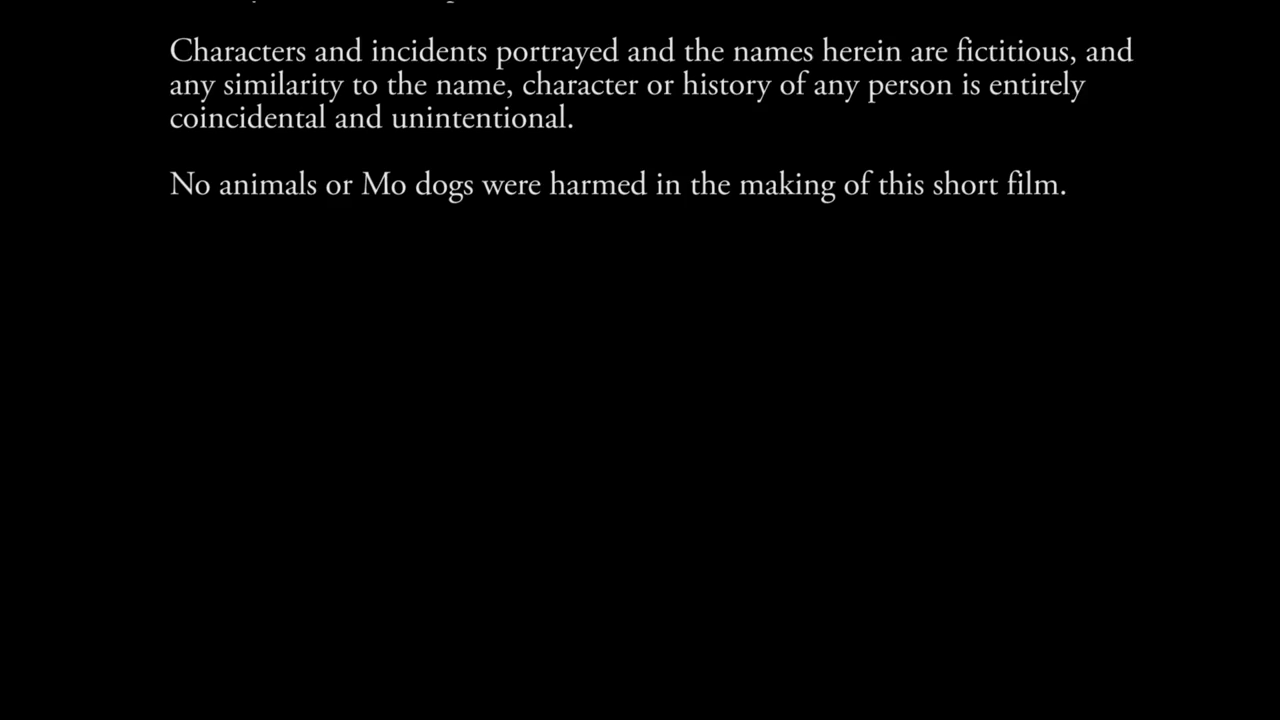 Characters and incidents portrayed and the names herein are fictitious, and
any similarity to the name, character or history of any person is entirely
coincidental and unintentional.
No animals or Mo dogs were harmed in the making of this short film.